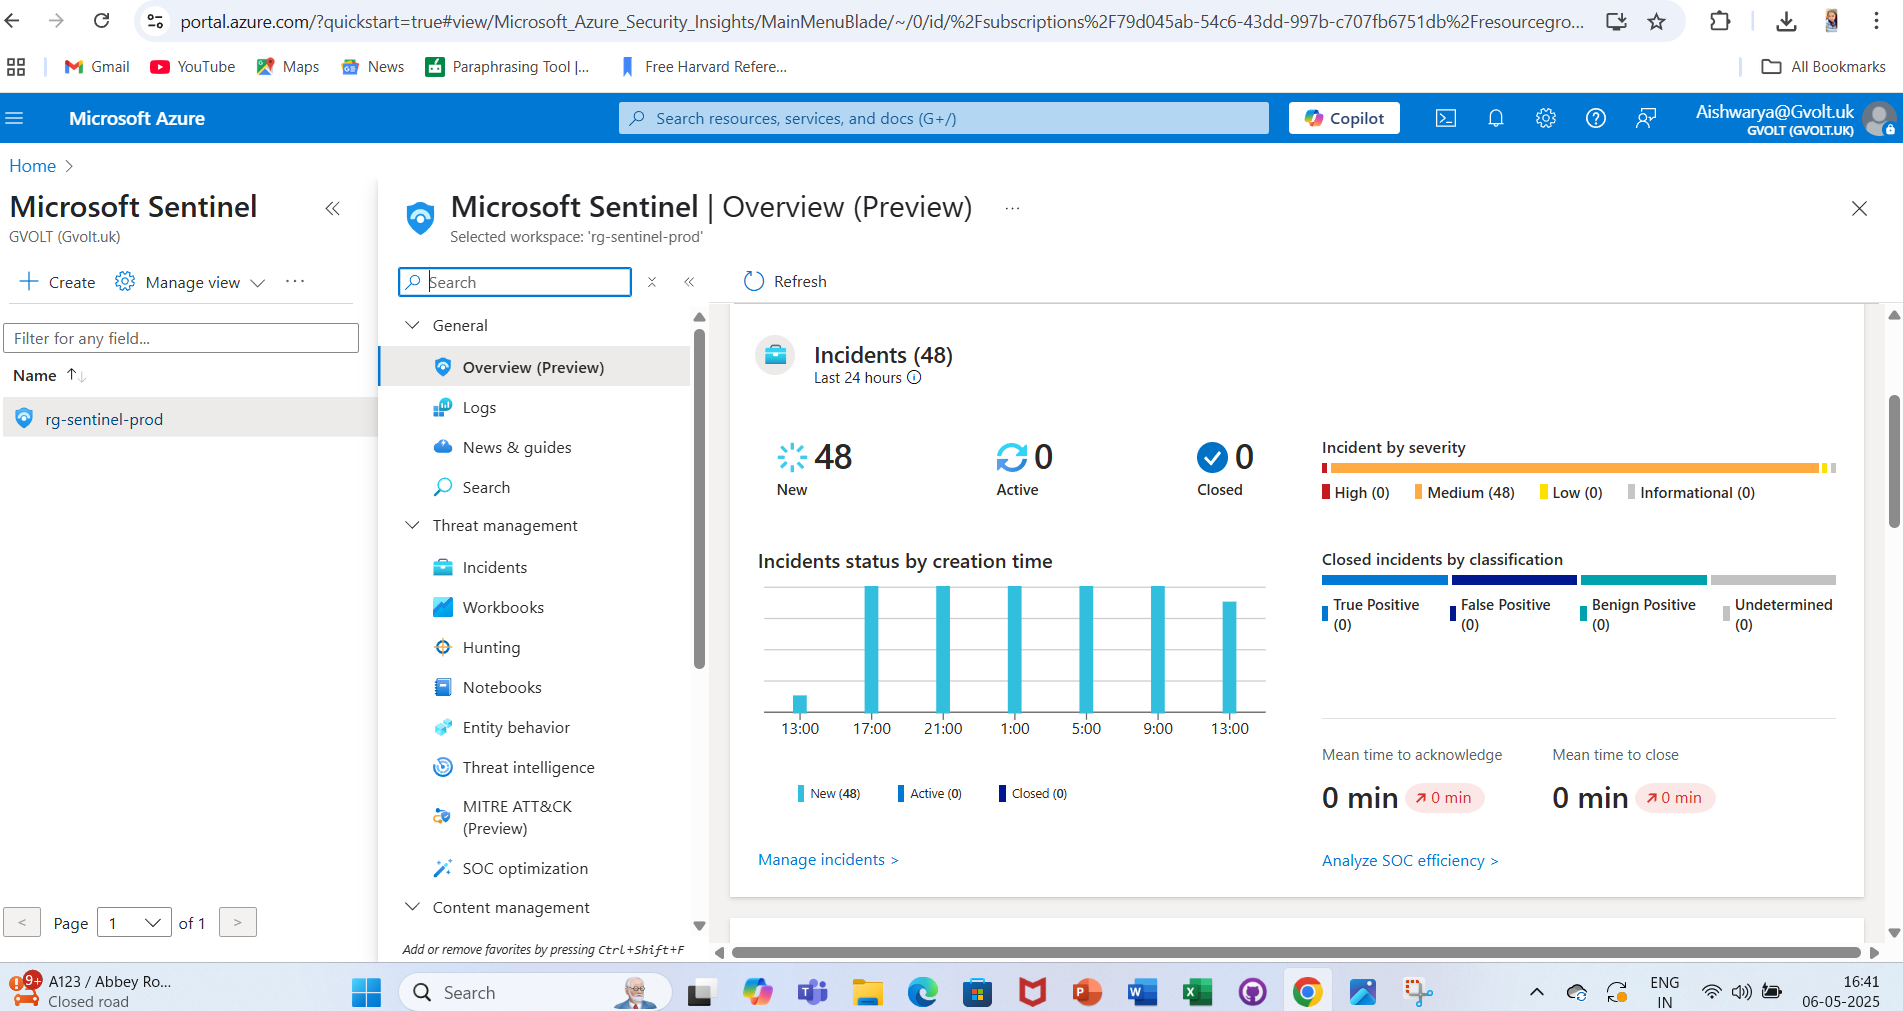 portal.azure.com/?quickstart=true#view/Microsoft_Azure_Security_Insights/MainMenuBlade/~/0/id/%2Fsubscriptions%2F79d045ab-54c6-43dd-997b-c707fb6751db%2Fresourcegro...
Gmail
YouTube
Maps
News
Paraphrasing Tool |...
Free Harvard Refere...
All Bookmarks
Microsoft Azure
Search resources, services, and docs (G+/)
Copilot
Aishwarya@Gvolt.uk
GVOLT (GVOLT.UK)
Home
Microsoft Sentinel
GVOLT (Gvolt.uk)
Create
Manage view
Filter for any field...
Name
rg-sentinel-prod
< Page 1 of 1 >
Microsoft Sentinel | Overview (Preview) ...
Selected workspace: 'rg-sentinel-prod'
Search
General
Overview (Preview)
Logs
News & guides
Search
Threat management
Incidents
Workbooks
Hunting
Notebooks
Entity behavior
Threat intelligence
MITRE ATT&CK
(Preview)
SOC optimization
Content management
Add or remove favorites by pressing Ctrl+Shift+F
Refresh
Incidents (48)
Last 24 hours
48
New
0
Active
0
Closed
Incident by severity
High (0)
Medium (48)
Low (0)
Informational (0)
Incidents status by creation time
13:00 17:00 21:00 1:00 5:00 9:00 13:00
New (48)
Active (0)
Closed (0)
Manage incidents >
Closed incidents by classification
True Positive
(0)
False Positive
(0)
Benign Positive
(0)
Undetermined
(0)
Mean time to acknowledge
0 min
0 min
Mean time to close
0 min
0 min
Analyze SOC efficiency >
9+
A123 / Abbey Ro...
Closed road
Search
ENG
IN
16:41
06-05-2025